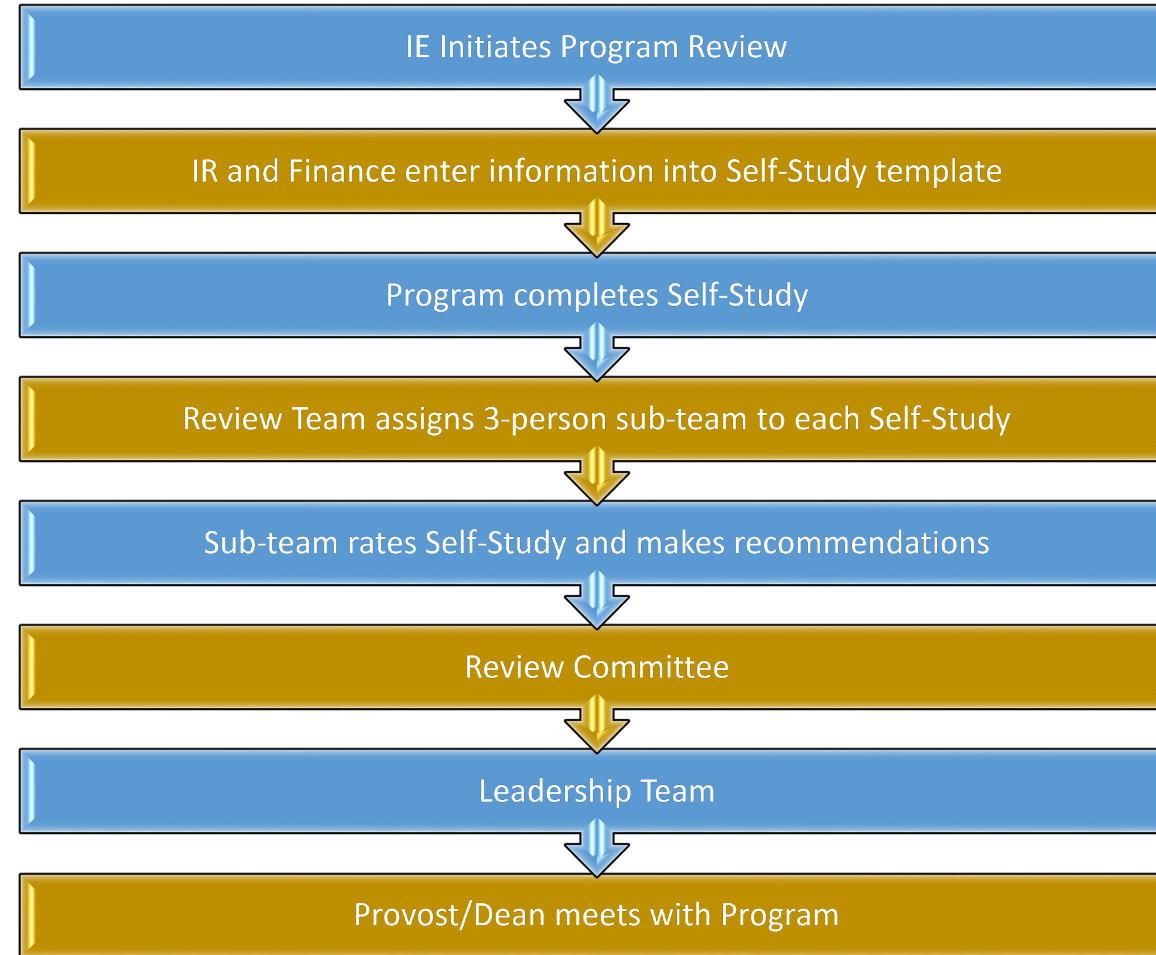 IE Initiates Program Review
IR and Finance enter information into Self-Study template
Program completes Self-Study
Review Team assigns 3-person sub-team to each Self-Study
Sub-team rates Self-Study and makes recommendations
Review Committee
Leadership Team
Provost/Dean meets with Program